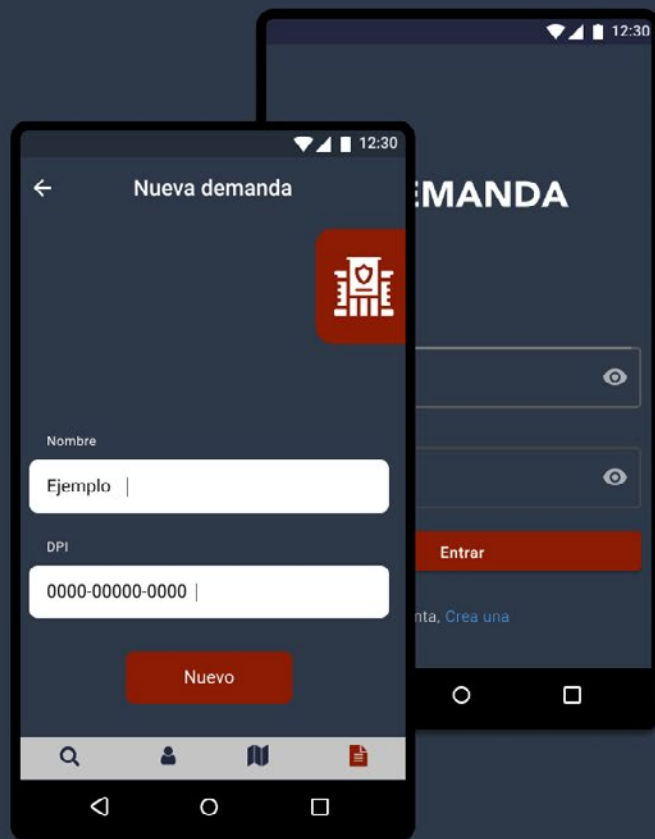 12:30
Nueva demanda
Nombre
Ejemplo
DPI
0000-00000-0000
Nuevo
12:30
EMANDA
Entrar
nta, Crea una